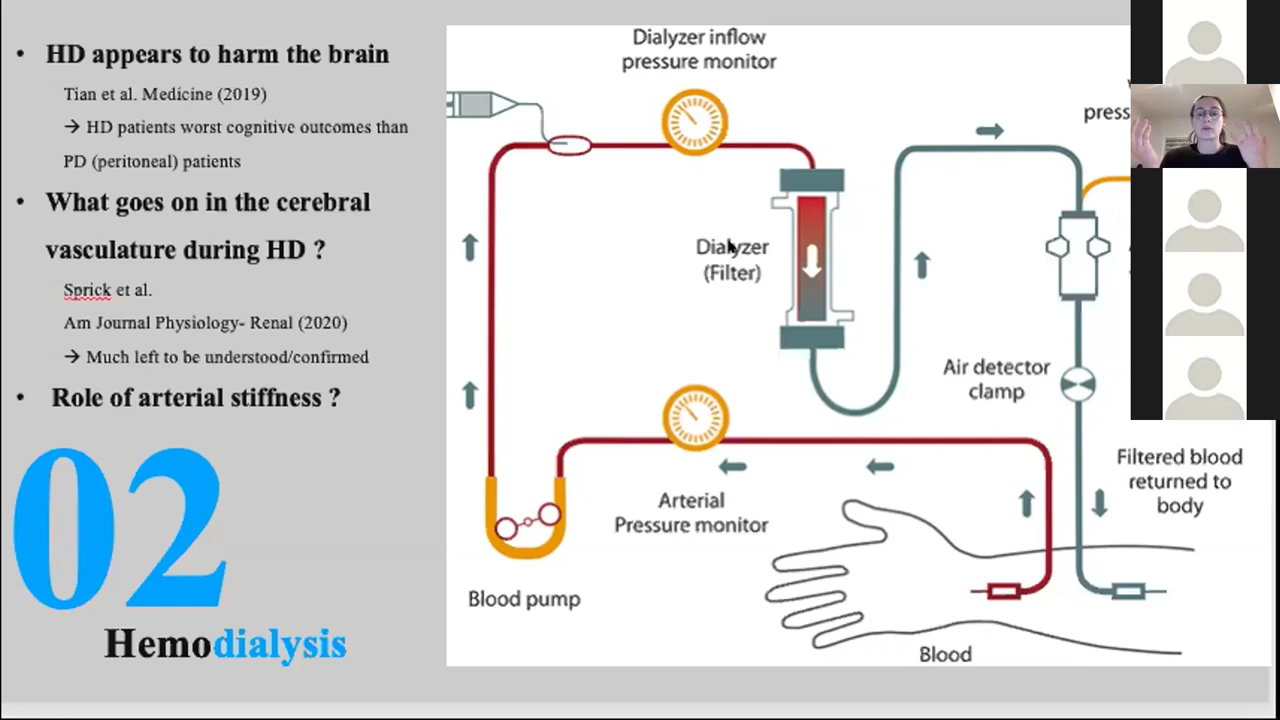 • HD appears to harm the brain
Tian et al. Medicine (2019)
→ HD patients worst cognitive outcomes than
PD (peritoneal) patients
• What goes on in the cerebral
vasculature during HD ?
Sprick et al.
Am Journal Physiology- Renal (2020)
→ Much left to be understood/confirmed
• Role of arterial stiffness ?
02
Hemodialysis
Dialyzer inflow
pressure monitor
Dialyzer
(Filter)
Air detector
clamp
Arterial
Pressure monitor
Filtered blood
returned to
body
Blood pump
Blood